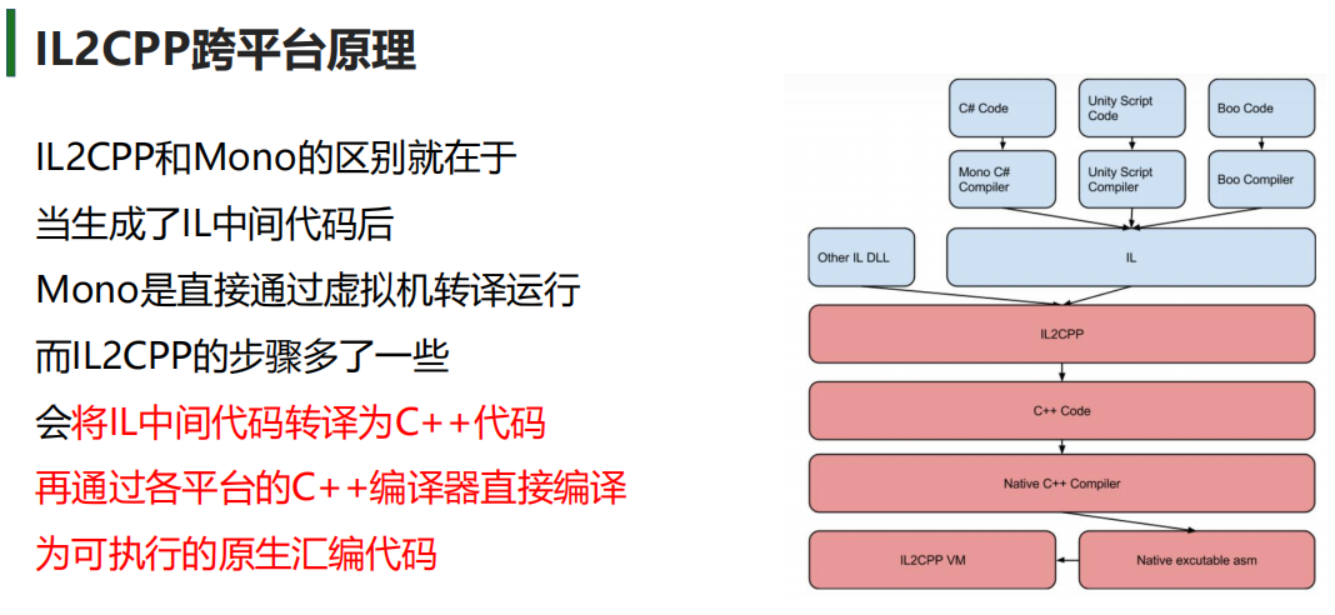 IL2CPP跨平台原理
IL2CPP和Mono的区别就在于
当生成了IL中间代码后
Mono是直接通过虚拟机转译运行
而IL2CPP的步骤多了一些
会将IL中间代码转译为C++代码
再通过各平台的C++编译器直接编译
为可执行的原生汇编代码
C# Code
Unity Script
Code
Boo Code
Mono C#
Compiler
Unity Script
Compiler
Boo Compiler
Other IL DLL
IL
IL2CPP
C++ Code
Native C++ Compiler
IL2CPP VM
Native excutable asm